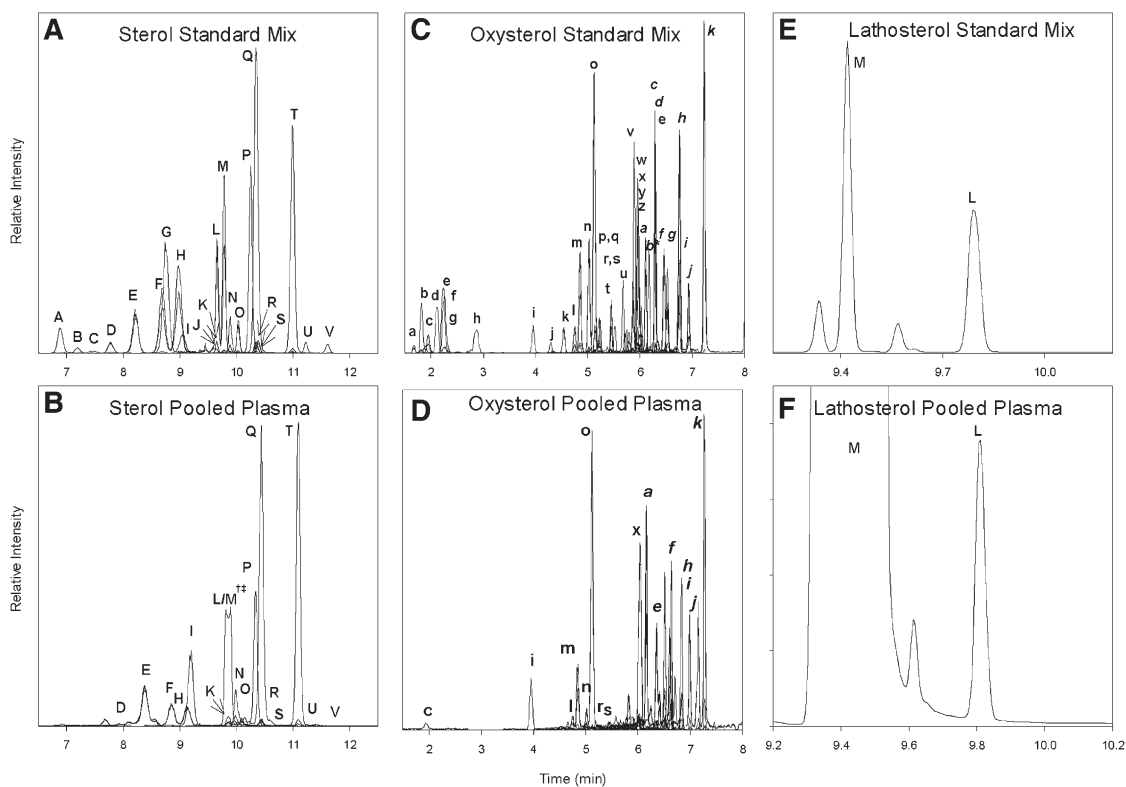 A Sterol Standard Mix
Relative Intensity
A B C D E F G H I J K L M N O P Q R S T U V
7 8 9 10 11 12
C Oxysterol Standard Mix
a b c d e f g h i j k l m n o p,q r,s t u v w x y z a b* c d e f g h i j k
2 3 4 5 6 7 8
E Lathosterol Standard Mix
M L
9.4 9.7 10.0
B Sterol Pooled Plasma
Relative Intensity
D E F H I K L/M†‡ N O P Q R S T U V
7 8 9 10 11 12
D Oxysterol Pooled Plasma
c i l m n o r s x a e f h i j k
2 3 4 5 6 7 8
Time (min)
F Lathosterol Pooled Plasma
M L
9.2 9.4 9.6 9.8 10.0 10.2